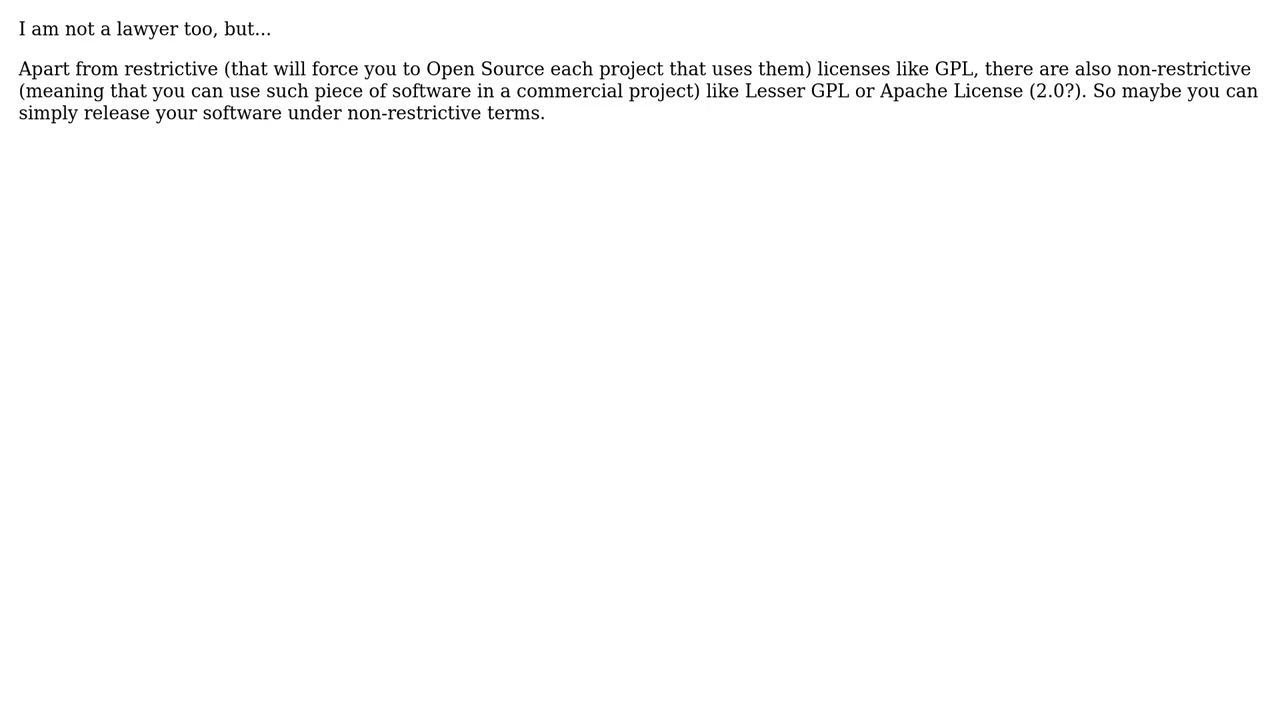 I am not a lawyer too, but...
Apart from restrictive (that will force you to Open Source each project that uses them) licenses like GPL, there are also non-restrictive
(meaning that you can use such piece of software in a commercial project) like Lesser GPL or Apache License (2.0?). So maybe you can
simply release your software under non-restrictive terms.